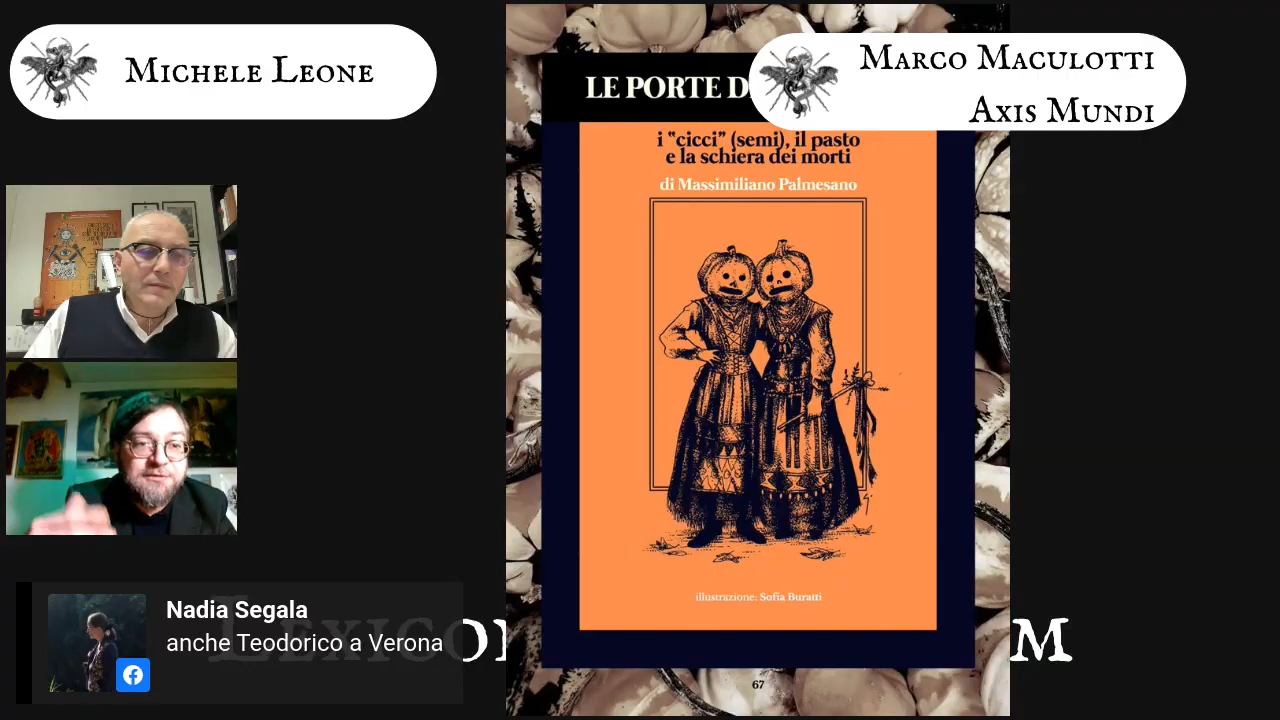 Michele Leone
Marco Maculotti
Axis Mundi
LE PORTE D
i "cicci" (semi), il pasto
e la schiera dei morti
di Massimiliano Palmesano
illustrazione: Sofia Buratti
67
Nadia Segala
anche Teodorico a Verona